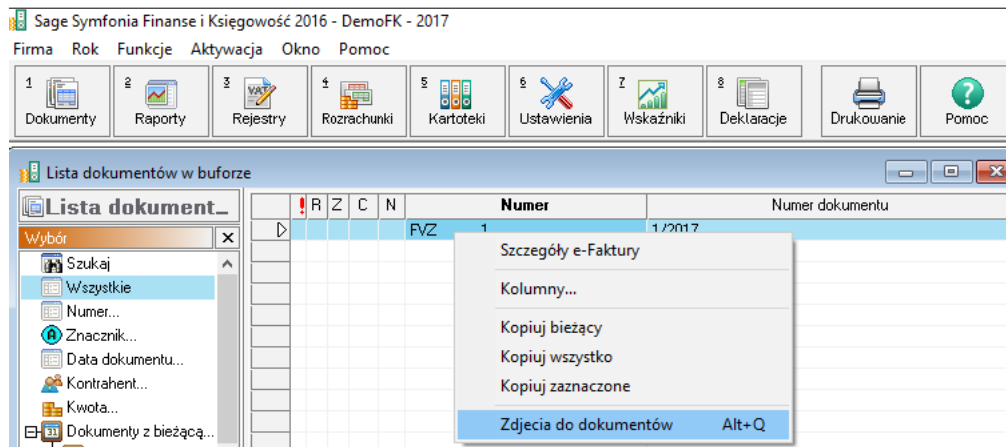 Sage Symfonia Finanse i Księgowość 2016 - DemoFK - 2017
Firma Rok Funkcje Aktywacja Okno Pomoc
1 2 3 4 5 6 7 8
Dokumenty Raporty Rejestry Rozrachunki Kartoteki Ustawienia Wskaźniki Deklaracje Drukowanie Pomoc
VAT
Lista dokumentów w buforze
Lista dokument...
! R Z C N Numer Numer dokumentu
Wybór
FVZ 1 1/2017
Szukaj
Wszystkie
Numer...
A Znacznik...
Data dokumentu...
Kontrahent...
Kwota...
31 Dokumenty z bieżącą...
Szczegóły e-Faktury
Kolumny...
Kopiuj bieżący
Kopiuj wszystko
Kopiuj zaznaczone
Zdjecia do dokumentów Alt+Q